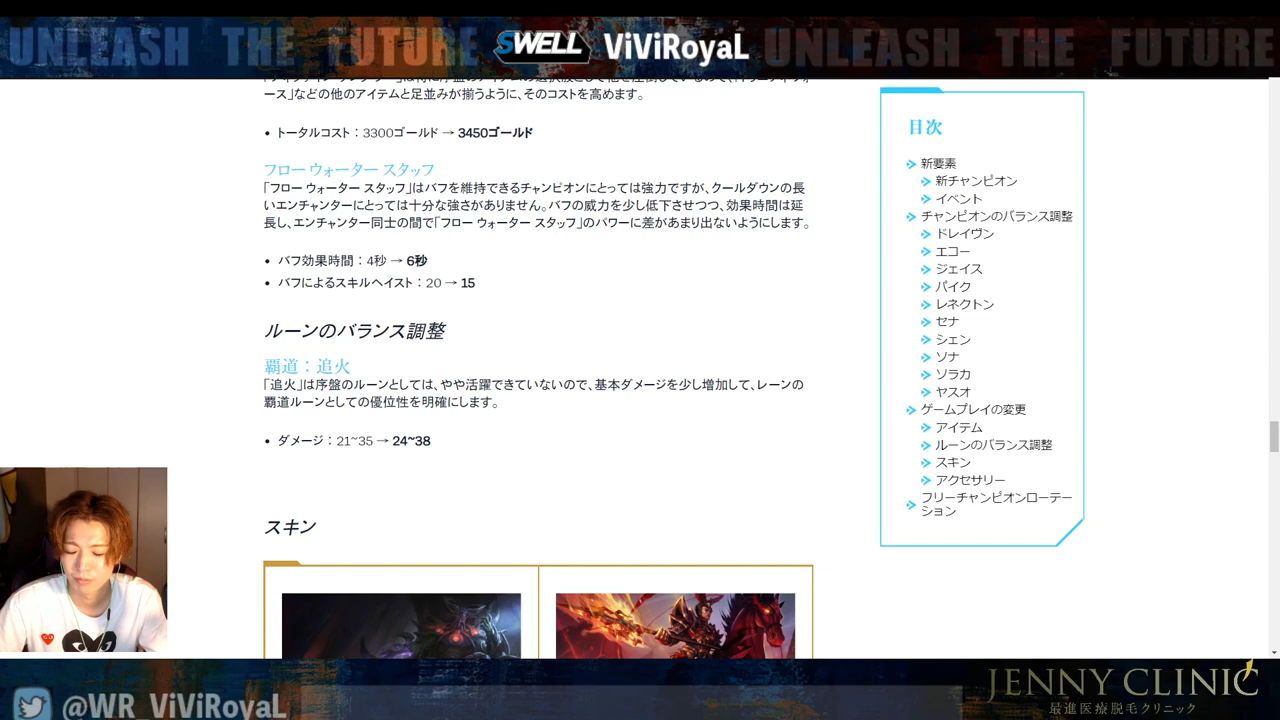 UNLEASH THE FUTURE SWELL ViViRoyaL UNLEASH THE FUTURE
ース」などの他のアイテムと足並みが揃うように、そのコストを高めます。
• トータルコスト：3300ゴールド → 3450ゴールド
フロー ウォーター スタッフ
「フロー ウォーター スタッフ」はバフを維持できるチャンピオンにとっては強力ですが、クールダウンの長
いエンチャンターにとっては十分な強さがありません。バフの威力を少し低下させつつ、効果時間は延
長し、エンチャンター同士の間で「フロー ウォーター スタッフ」のパワーに差があまり出ないようにします。
• バフ効果時間：4秒 → 6秒
• バフによるスキルヘイスト：20 → 15
ルーンのバランス調整
覇道：追火
「追火」は序盤のルーンとしては、やや活躍できていないので、基本ダメージを少し増加して、レーンの
覇道ルーンとしての優位性を明確にします。
• ダメージ：21~35 → 24~38
スキン
目次
新要素
新チャンピオン
イベント
チャンピオンのバランス調整
ドレイヴン
エコー
ジェイス
パイク
レネクトン
セナ
シェン
ソナ
ソラカ
ヤスオ
ゲームプレイの変更
アイテム
ルーンのバランス調整
スキン
アクセサリー
フリーチャンピオンローテー
ション
@WR_ViViRoyaL
JENNY CLINIC
最進医療脱毛クリニック